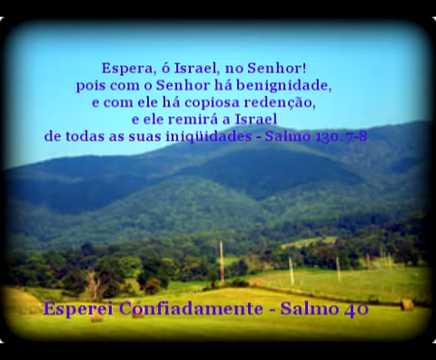 Espera, ó Israel, no Senhor!
pois com o Senhor há benignidade,
e com ele há copiosa redenção,
e ele remirá a Israel
de todas as suas iniqüidades - Salmo 130.7-8
Esperei Confiadamente - Salmo 40